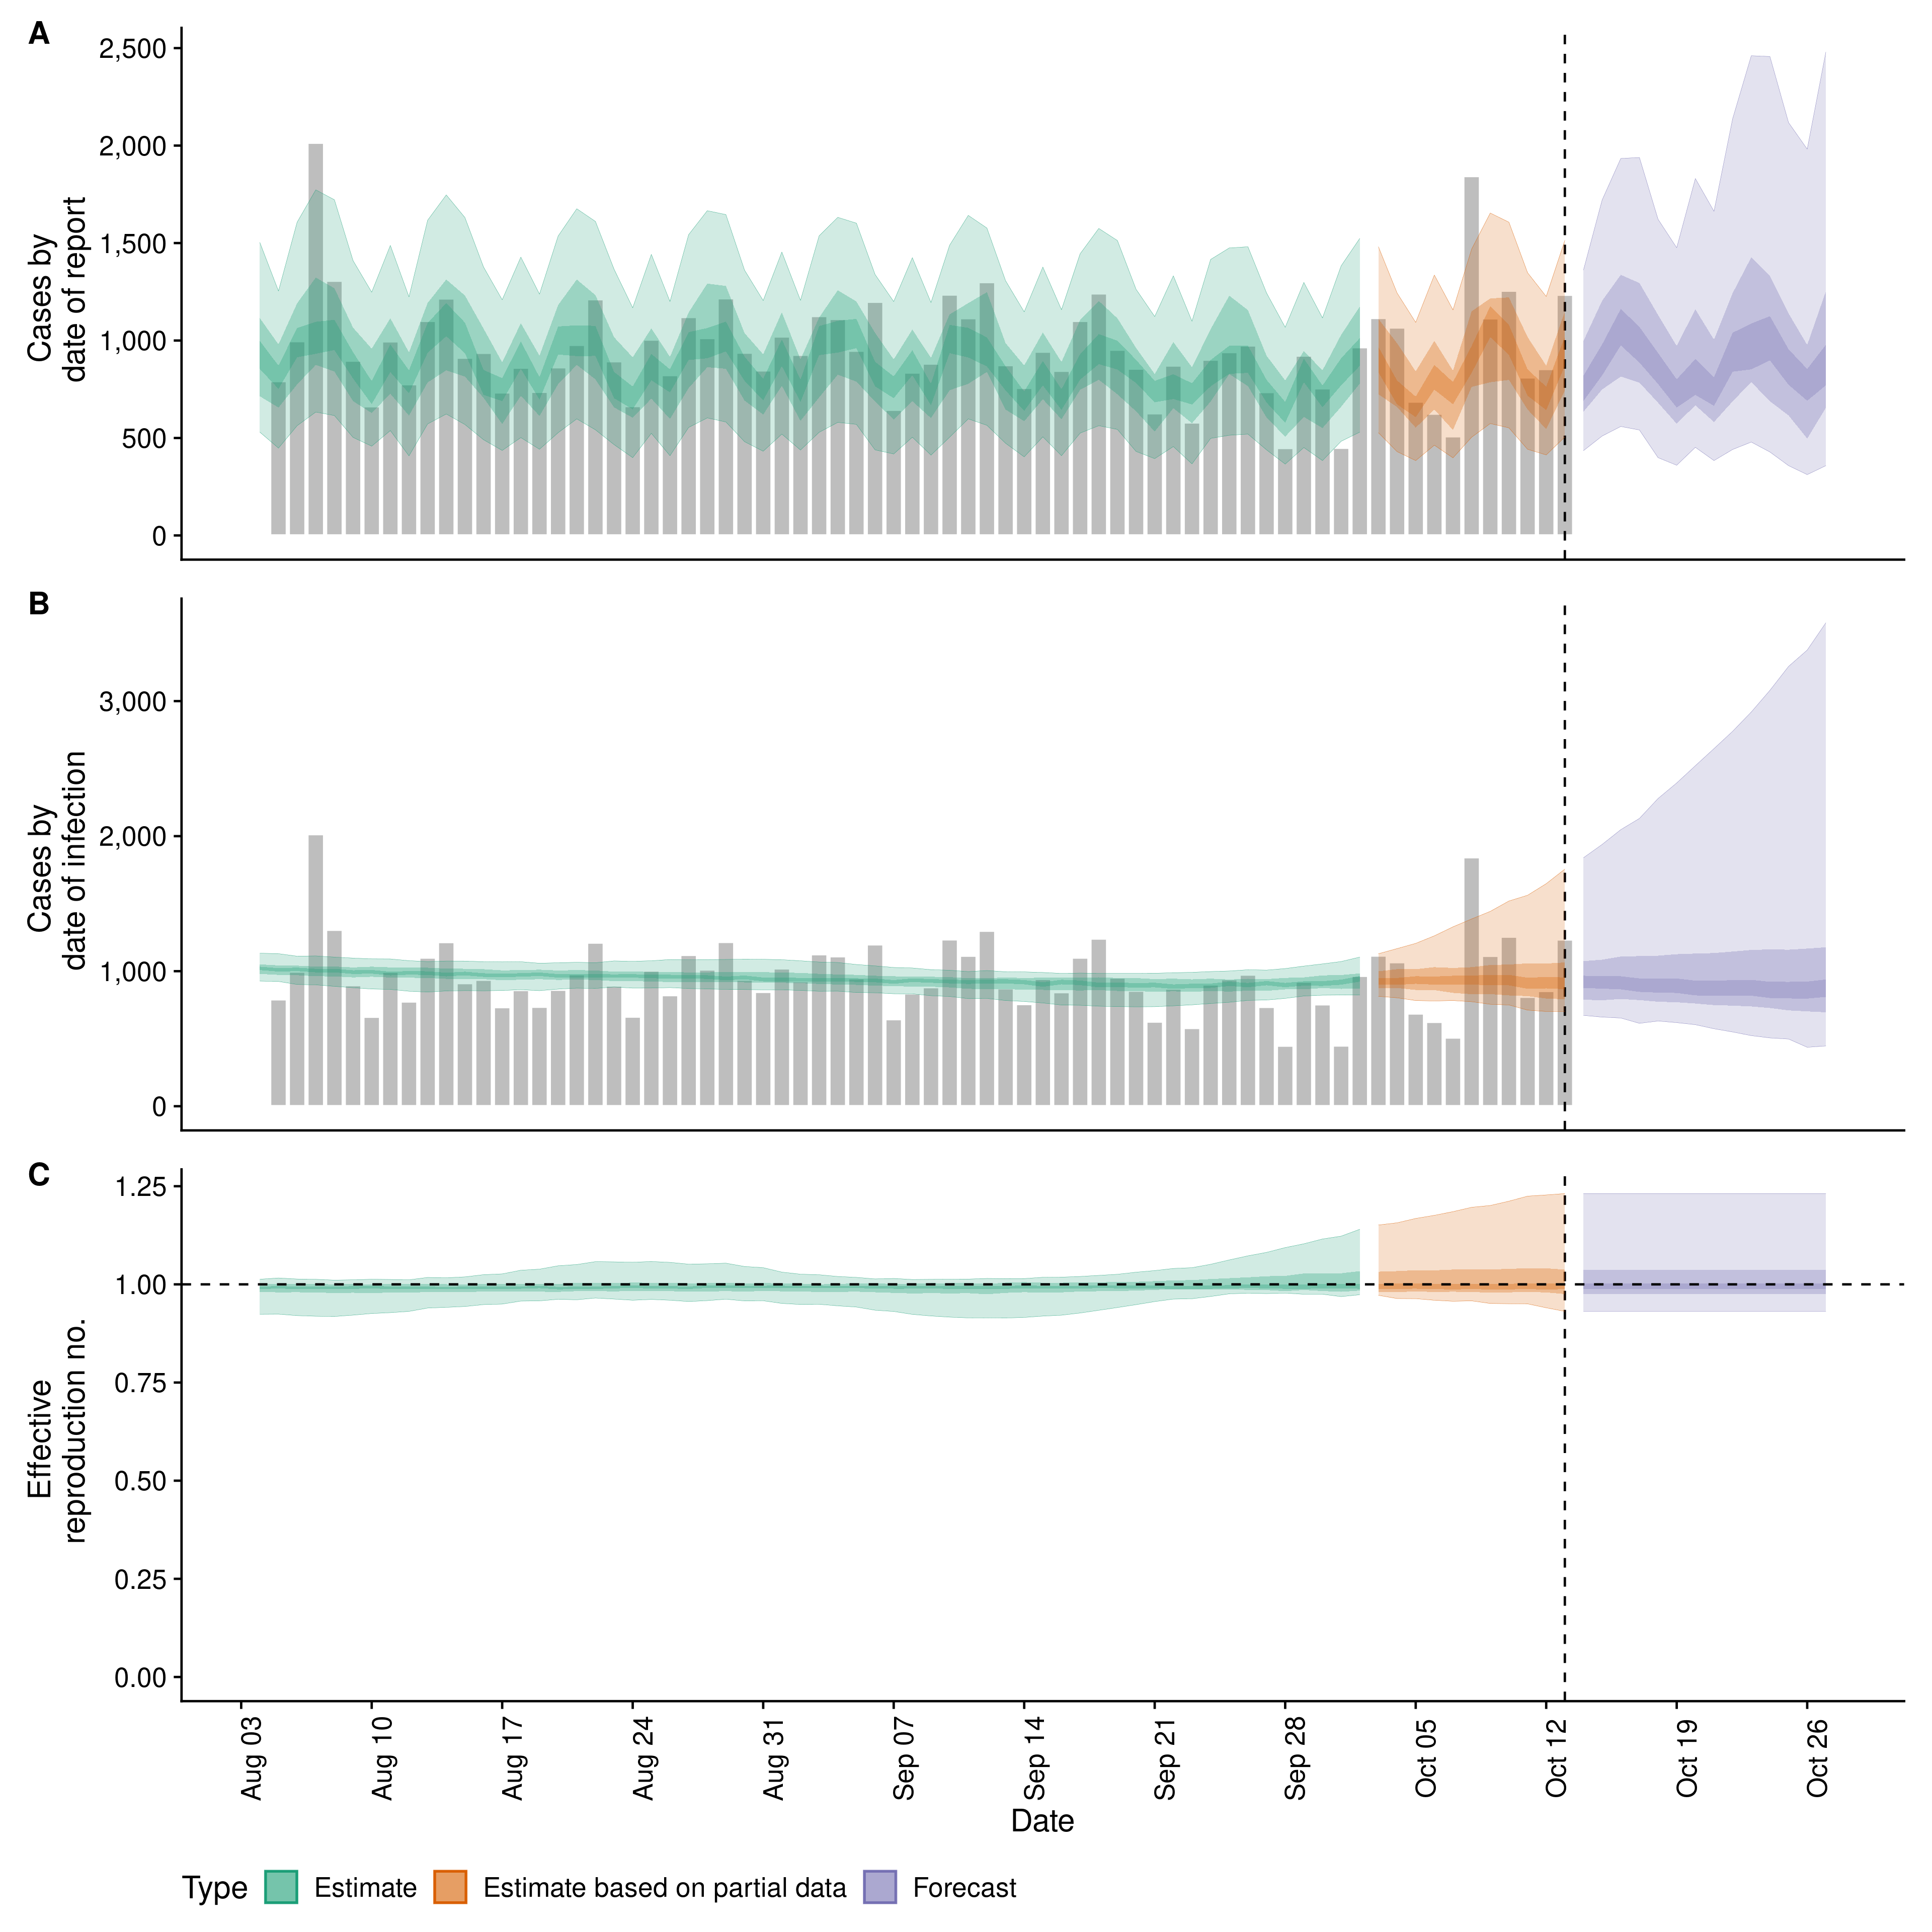 A
2,500
2,000
1,500
1,000
500
0
Cases by
date of report
B
3,000
2,000
1,000
0
Cases by
date of infection
C
1.25
1.00
0.75
0.50
0.25
0.00
Effective
reproduction no.
Aug 03
Aug 10
Aug 17
Aug 24
Aug 31
Sep 07
Sep 14
Sep 21
Sep 28
Oct 05
Oct 12
Oct 19
Oct 26
Date
Type Estimate Estimate based on partial data Forecast